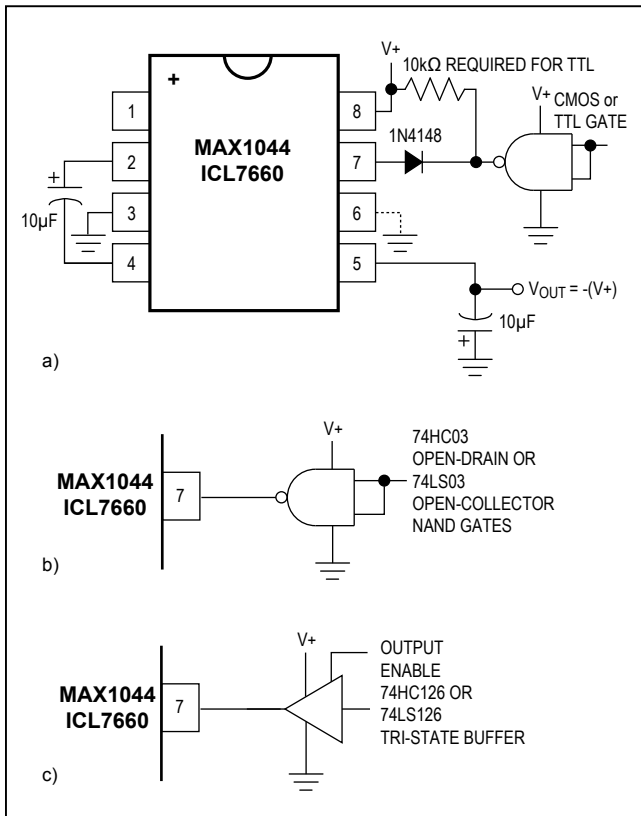 V+
10kΩ REQUIRED FOR TTL
+
1
8
V+
CMOS or
TTL GATE
MAX1044
ICL7660
1N4148
2
7
+
10µF
3
6
4
5
VOUT = -(V+)
10µF
+
a)
V+
74HC03
OPEN-DRAIN OR
74LS03
OPEN-COLLECTOR
NAND GATES
MAX1044
ICL7660
7
b)
V+
OUTPUT
ENABLE
74HC126 OR
74LS126
TRI-STATE BUFFER
MAX1044
ICL7660
7
c)